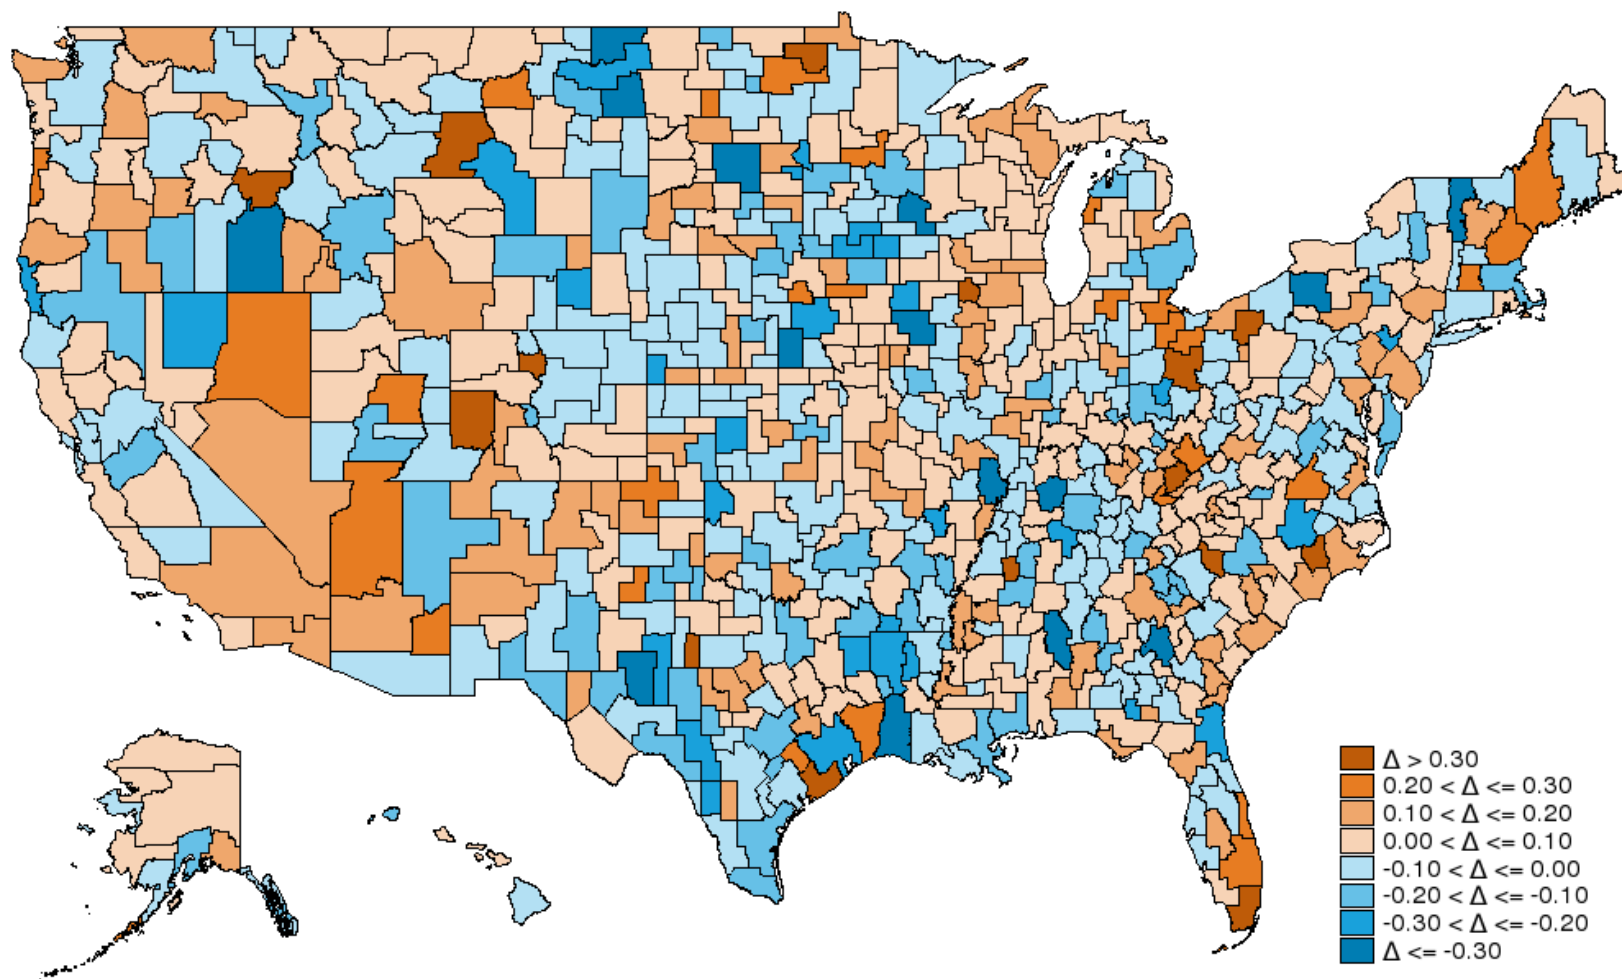 Δ > 0.30
0.20 < Δ <= 0.30
0.10 < Δ <= 0.20
0.00 < Δ <= 0.10
-0.10 < Δ <= 0.00
-0.20 < Δ <= -0.10
-0.30 < Δ <= -0.20
Δ <= -0.30